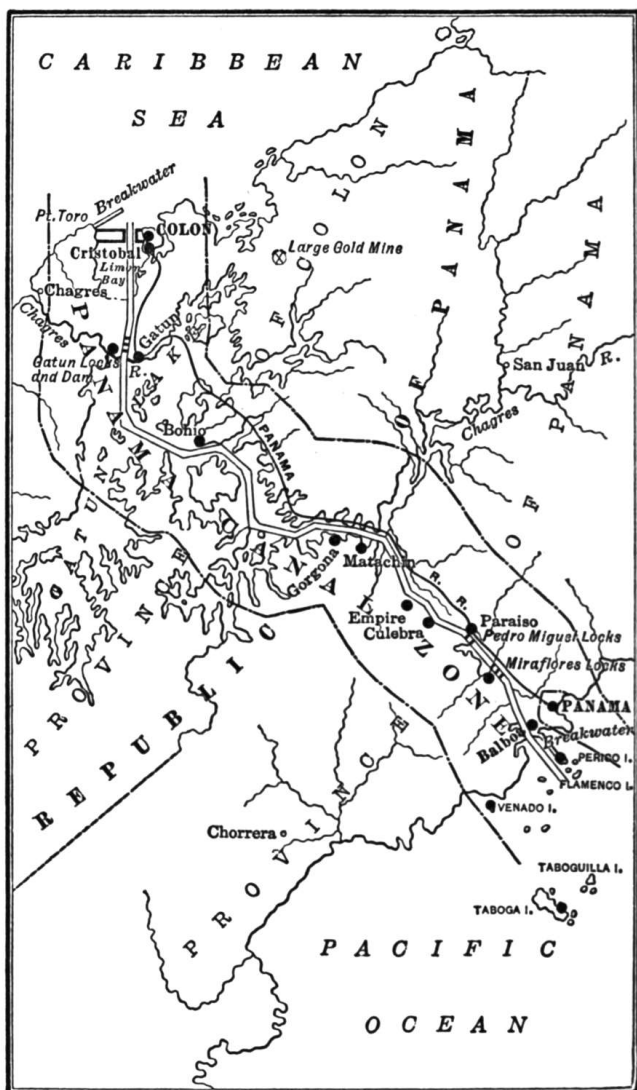 CARIBBEAN
SEA
Breakwater
Pt. Toro
COLON
Cristobal
Limon
Bay
Chagres
Chagres
Gatun
Gatun Locks
and Dam
R.
Large Gold Mine
PROVINCE OF COLON
PROVINCE OF PANAMA
REPUBLIC OF PANAMA
San Juan
Chagres
R.
GATUN
LAKE
Bohio
PANAMA
R. R.
PANAMA CANAL ZONE
Gorgona
Matachin
Empire
Culebra
Paraiso
Pedro Miguel Locks
Miraflores Locks
PANAMA
Balboa
Breakwater
PERICO I.
FLAMENCO I.
VENADO I.
Chorrera
TABOGUILLA I.
TABOGA I.
PROVINCE
PACIFIC
OCEAN